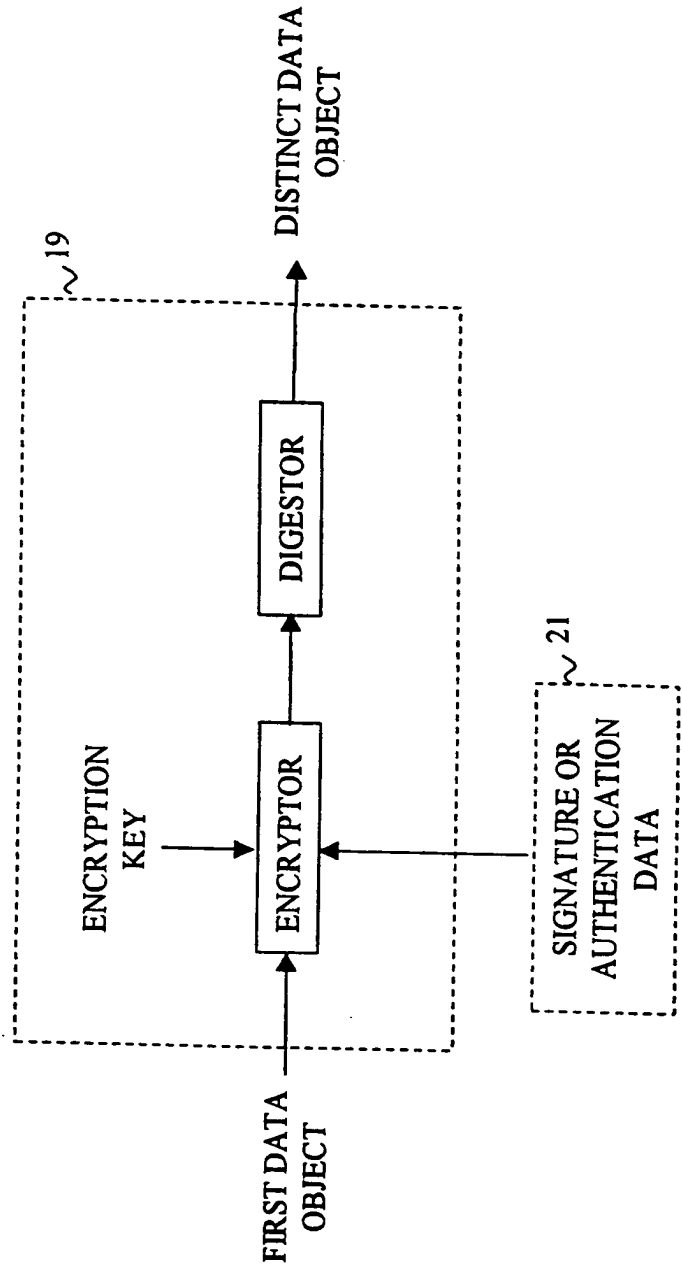 FIRST DATA
OBJECT
ENCRYPTION
KEY
ENCRYPTOR
DIGESTOR
19
DISTINCT DATA
OBJECT
SIGNATURE OR
AUTHENTICATION
DATA
21